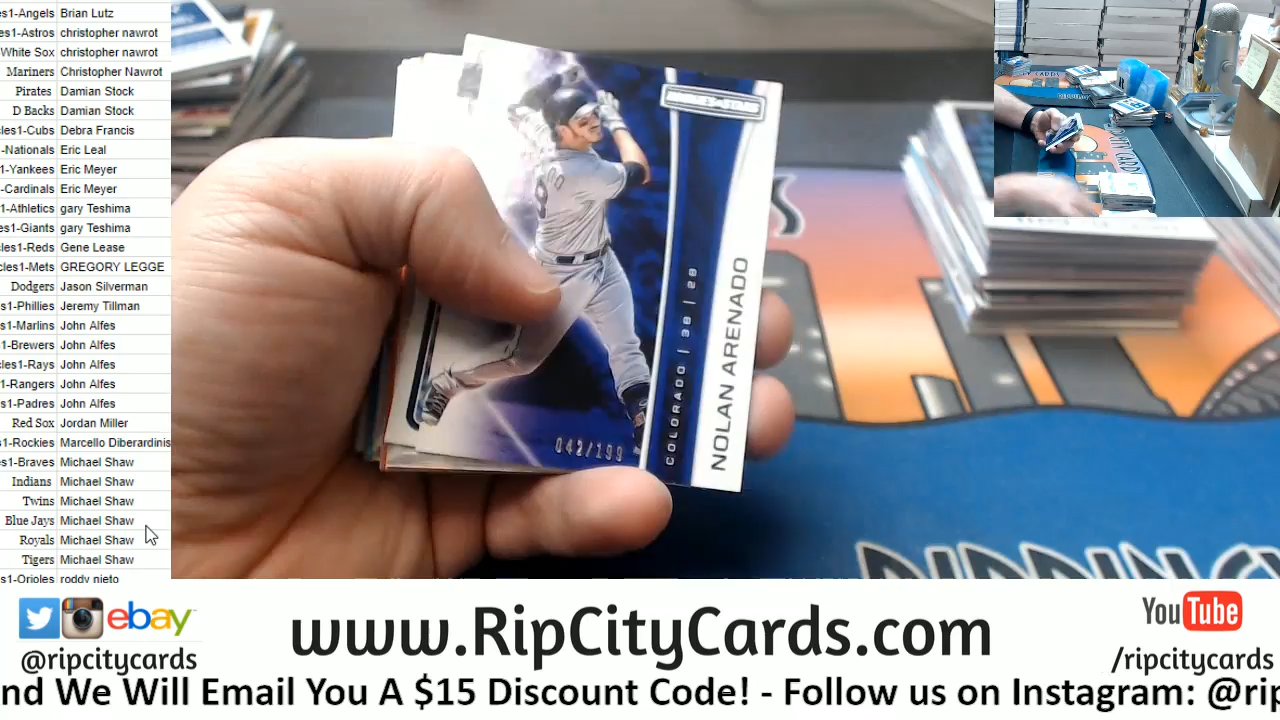 es1-Angels Brian Lutz
es1-Astros christopher nawrot
White Sox christopher nawrot
Mariners Christopher Nawrot
Pirates Damian Stock
D Backs Damian Stock
cles1-Cubs Debra Francis
-Nationals Eric Leal
1-Yankees Eric Meyer
-Cardinals Eric Meyer
-Athletics gary Teshima
s1-Giants gary Teshima
cles1-Reds Gene Lease
cles1-Mets GREGORY LEGGE
Dodgers Jason Silverman
s1-Phillies Jeremy Tillman
s1-Marlins John Alfes
-Brewers John Alfes
cles1-Rays John Alfes
-Rangers John Alfes
s1-Padres John Alfes
Red Sox Jordan Miller
-Rockies Marcello Diberardinis
es1-Braves Michael Shaw
Indians Michael Shaw
Twins Michael Shaw
Blue Jays Michael Shaw
Royals Michael Shaw
Tigers Michael Shaw
s1-Orioles roddy nieto
042/199
COLORADO | 3B | 28
NOLAN ARENADO
ebay
@ripcitycards
www.RipCityCards.com
YouTube
/ripcitycards
nd We Will Email You A $15 Discount Code! - Follow us on Instagram: @rip